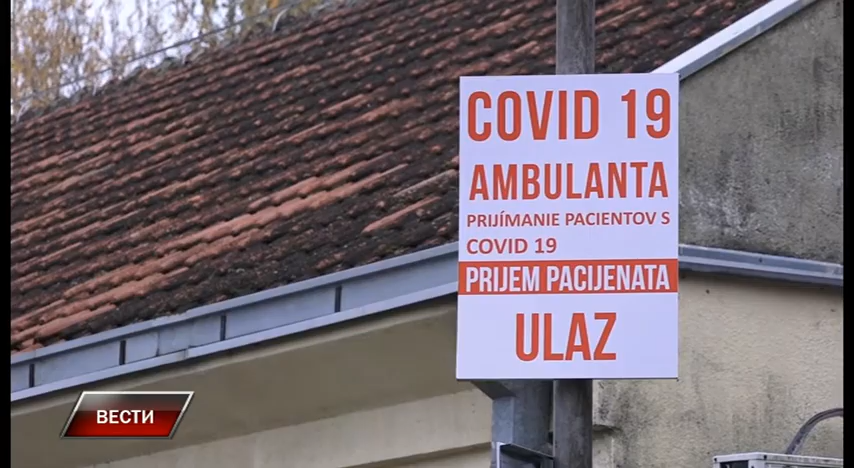 COVID 19
AMBULANTA
PRIJÍMANIE PACIENTOV S
COVID 19
PRIJEM PACIJENATA
ULAZ
ВЕСТИ